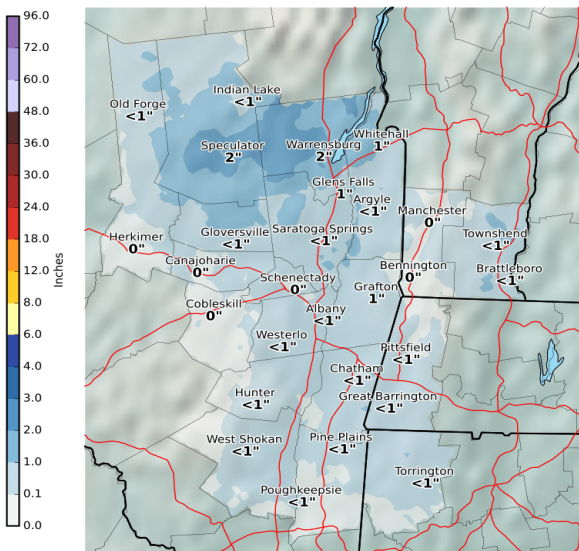 96.0
72.0
60.0
48.0
36.0
30.0
24.0
18.0
12.0
8.0
6.0
4.0
3.0
2.0
1.0
0.1
0.0
Inches
Indian Lake
<1"
Old Forge
<1"
Speculator
2"
Warrensburg
2"
Whitehall
1"
Glens Falls
1"
Argyle
<1"
Manchester
0"
Herkimer
0"
Gloversville
<1"
Saratoga Springs
<1"
Townshend
<1"
Canajoharie
0"
Schenectady
0"
Bennington
0"
Brattleboro
<1"
Grafton
1"
Cobleskill
0"
Albany
<1"
Westerlo
<1"
Pittsfield
<1"
Chatham
<1"
Hunter
<1"
Great Barrington
<1"
West Shokan
<1"
Pine Plains
<1"
Torrington
<1"
Poughkeepsie
<1"